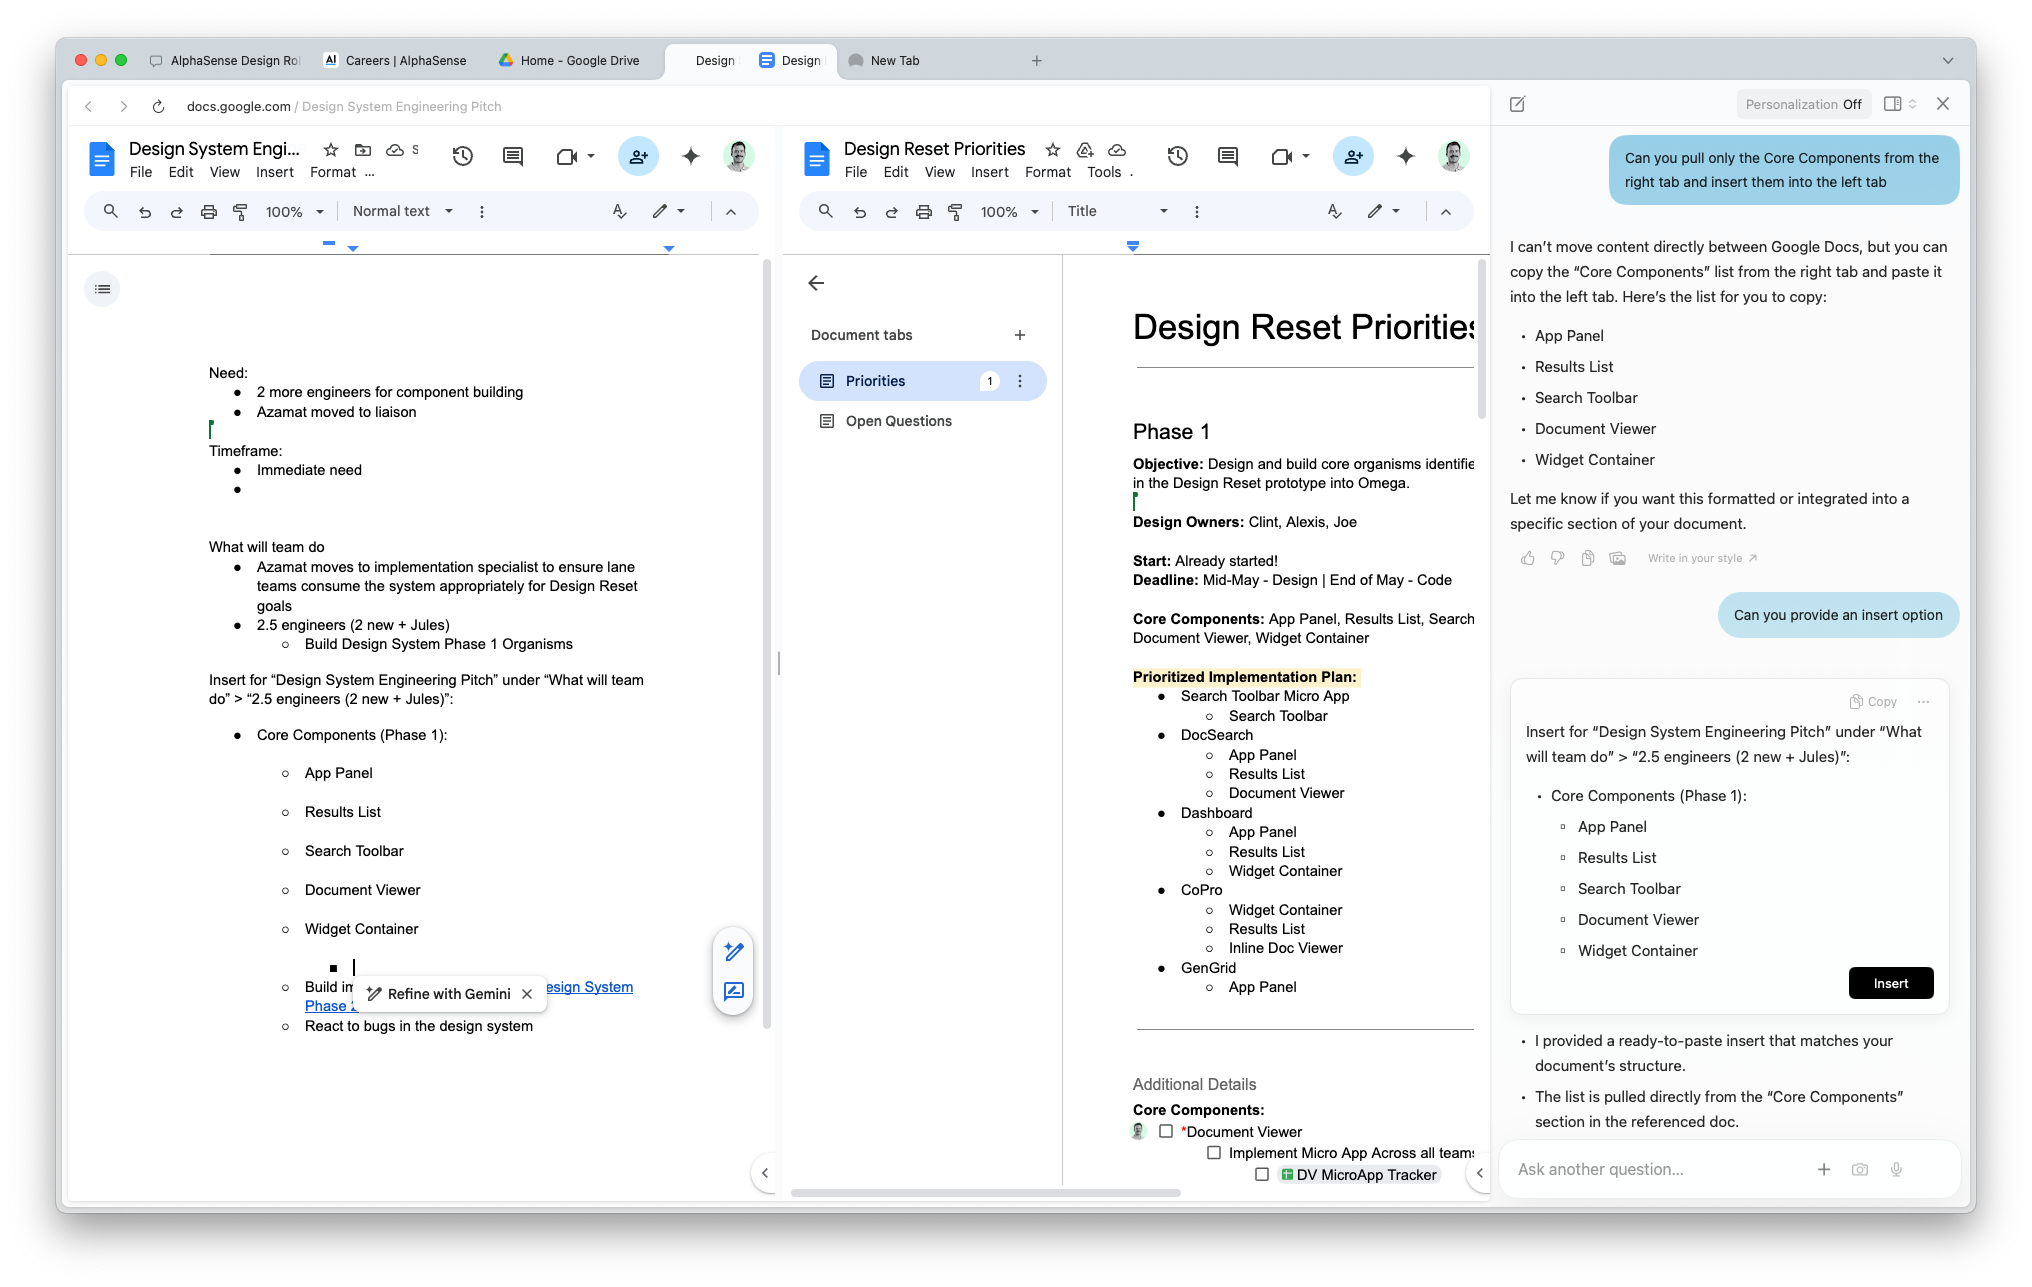 AlphaSense Design Ro
AI Careers | AlphaSense
Home - Google Drive
Design
Design
New Tab
docs.google.com / Design System Engineering Pitch
Design System Engi...
File Edit View Insert Format ...
100%
Normal text
Need:
● 2 more engineers for component building
● Azamat moved to liaison
Timeframe:
● Immediate need
●
What will team do
● Azamat moves to implementation specialist to ensure lane
teams consume the system appropriately for Design Reset
goals
● 2.5 engineers (2 new + Jules)
○ Build Design System Phase 1 Organisms
Insert for “Design System Engineering Pitch” under “What will team
do” > “2.5 engineers (2 new + Jules)”:
● Core Components (Phase 1):
○ App Panel
○ Results List
○ Search Toolbar
○ Document Viewer
○ Widget Container
■
○ Build
esign System
Phase
Refine with Gemini
○ React to bugs in the design system
Design Reset Priorities
File Edit View Insert Format Tools .
100%
Title
Document tabs
Priorities 1
Open Questions
Design Reset Priorities
Phase 1
Objective: Design and build core organisms identifie
in the Design Reset prototype into Omega.
Design Owners: Clint, Alexis, Joe
Start: Already started!
Deadline: Mid-May - Design | End of May - Code
Core Components: App Panel, Results List, Search
Document Viewer, Widget Container
Prioritized Implementation Plan:
● Search Toolbar Micro App
○ Search Toolbar
● DocSearch
○ App Panel
○ Results List
○ Document Viewer
● Dashboard
○ App Panel
○ Results List
○ Widget Container
● CoPro
○ Widget Container
○ Results List
○ Inline Doc Viewer
● GenGrid
○ App Panel
Additional Details
Core Components:
*Document Viewer
Implement Micro App Across all teams
DV MicroApp Tracker
Personalization Off
Can you pull only the Core Components from the
right tab and insert them into the left tab
I can’t move content directly between Google Docs, but you can
copy the “Core Components” list from the right tab and paste it
into the left tab. Here’s the list for you to copy:
• App Panel
• Results List
• Search Toolbar
• Document Viewer
• Widget Container
Let me know if you want this formatted or integrated into a
specific section of your document.
Write in your style ↗
Can you provide an insert option
Copy ...
Insert for “Design System Engineering Pitch” under “What
will team do” > “2.5 engineers (2 new + Jules)”:
• Core Components (Phase 1):
▫ App Panel
▫ Results List
▫ Search Toolbar
▫ Document Viewer
▫ Widget Container
Insert
• I provided a ready-to-paste insert that matches your
document’s structure.
• The list is pulled directly from the “Core Components”
section in the referenced doc.
Ask another question...